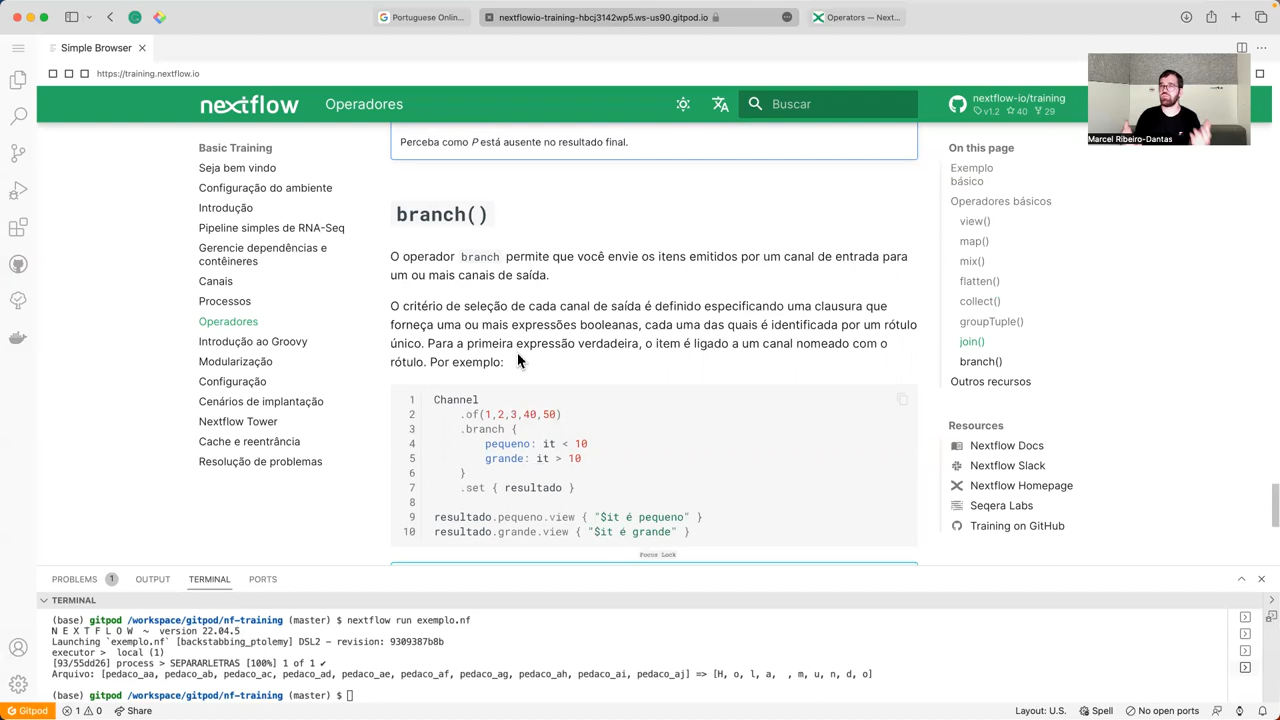 Portuguese Onlin...
nextflowio-training-hbcj3142wp5.ws-us90.gitpod.io
Operators — Next...
Simple Browser
https://training.nextflow.io
nextflow
Operadores
Buscar
nextflow-io/training
v1.2 40 29
Marcel Ribeiro-Dantas
Basic Training
Seja bem vindo
Configuração do ambiente
Introdução
Pipeline simples de RNA-Seq
Gerencie dependências e
contêineres
Canais
Processos
Operadores
Introdução ao Groovy
Modularização
Configuração
Cenários de implantação
Nextflow Tower
Cache e reentrância
Resolução de problemas
Perceba como P está ausente no resultado final.
branch()
O operador branch permite que você envie os itens emitidos por um canal de entrada para
um ou mais canais de saída.
O critério de seleção de cada canal de saída é definido especificando uma clausura que
forneça uma ou mais expressões booleanas, cada uma das quais é identificada por um rótulo
único. Para a primeira expressão verdadeira, o item é ligado a um canal nomeado com o
rótulo. Por exemplo:
1 Channel
2 .of(1,2,3,40,50)
3 .branch {
4 pequeno: it < 10
5 grande: it > 10
6 }
7 .set { resultado }
8
9 resultado.pequeno.view { "$it é pequeno" }
10 resultado.grande.view { "$it é grande" }
Focus Lock
On this page
Exemplo
básico
Operadores básicos
view()
map()
mix()
flatten()
collect()
groupTuple()
join()
branch()
Outros recursos
Resources
Nextflow Docs
Nextflow Slack
Nextflow Homepage
Seqera Labs
Training on GitHub
PROBLEMS 1 OUTPUT TERMINAL PORTS
TERMINAL
(base) gitpod /workspace/gitpod/nf-training (master) $ nextflow run exemplo.nf
N E X T F L O W ~ version 22.04.5
Launching `exemplo.nf` [backstabbing_ptolemy] DSL2 - revision: 9309387b8b
executor > local (1)
[93/55dd26] process > SEPARARLETRAS [100%] 1 of 1 ✔
Arquivo: [pedaco_aa, pedaco_ab, pedaco_ac, pedaco_ad, pedaco_ae, pedaco_af, pedaco_ag, pedaco_ah, pedaco_ai, pedaco_aj] => [H, o, l, a, , m, u, n, d, o]
(base) gitpod /workspace/gitpod/nf-training (master) $
Gitpod 1 0 Share Layout: U.S. Spell No open ports